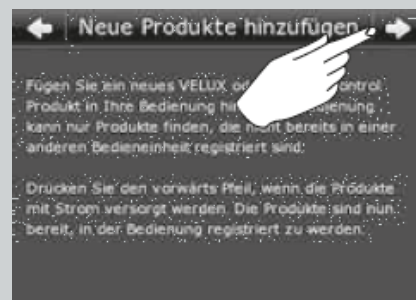 Neue Produkte hinzufügen
Fügen Sie ein neues VELUX control
Produkt in Ihre Bedienung
kann nur Produkte finden, die nicht bereits in einer
anderen Bedieneinheit registriert sind.
Drücken Sie den vorwärts Pfeil, wenn die Produkte
mit Strom versorgt werden. Die Produkte sind nun
bereit, in der Bedienung registriert zu werden.